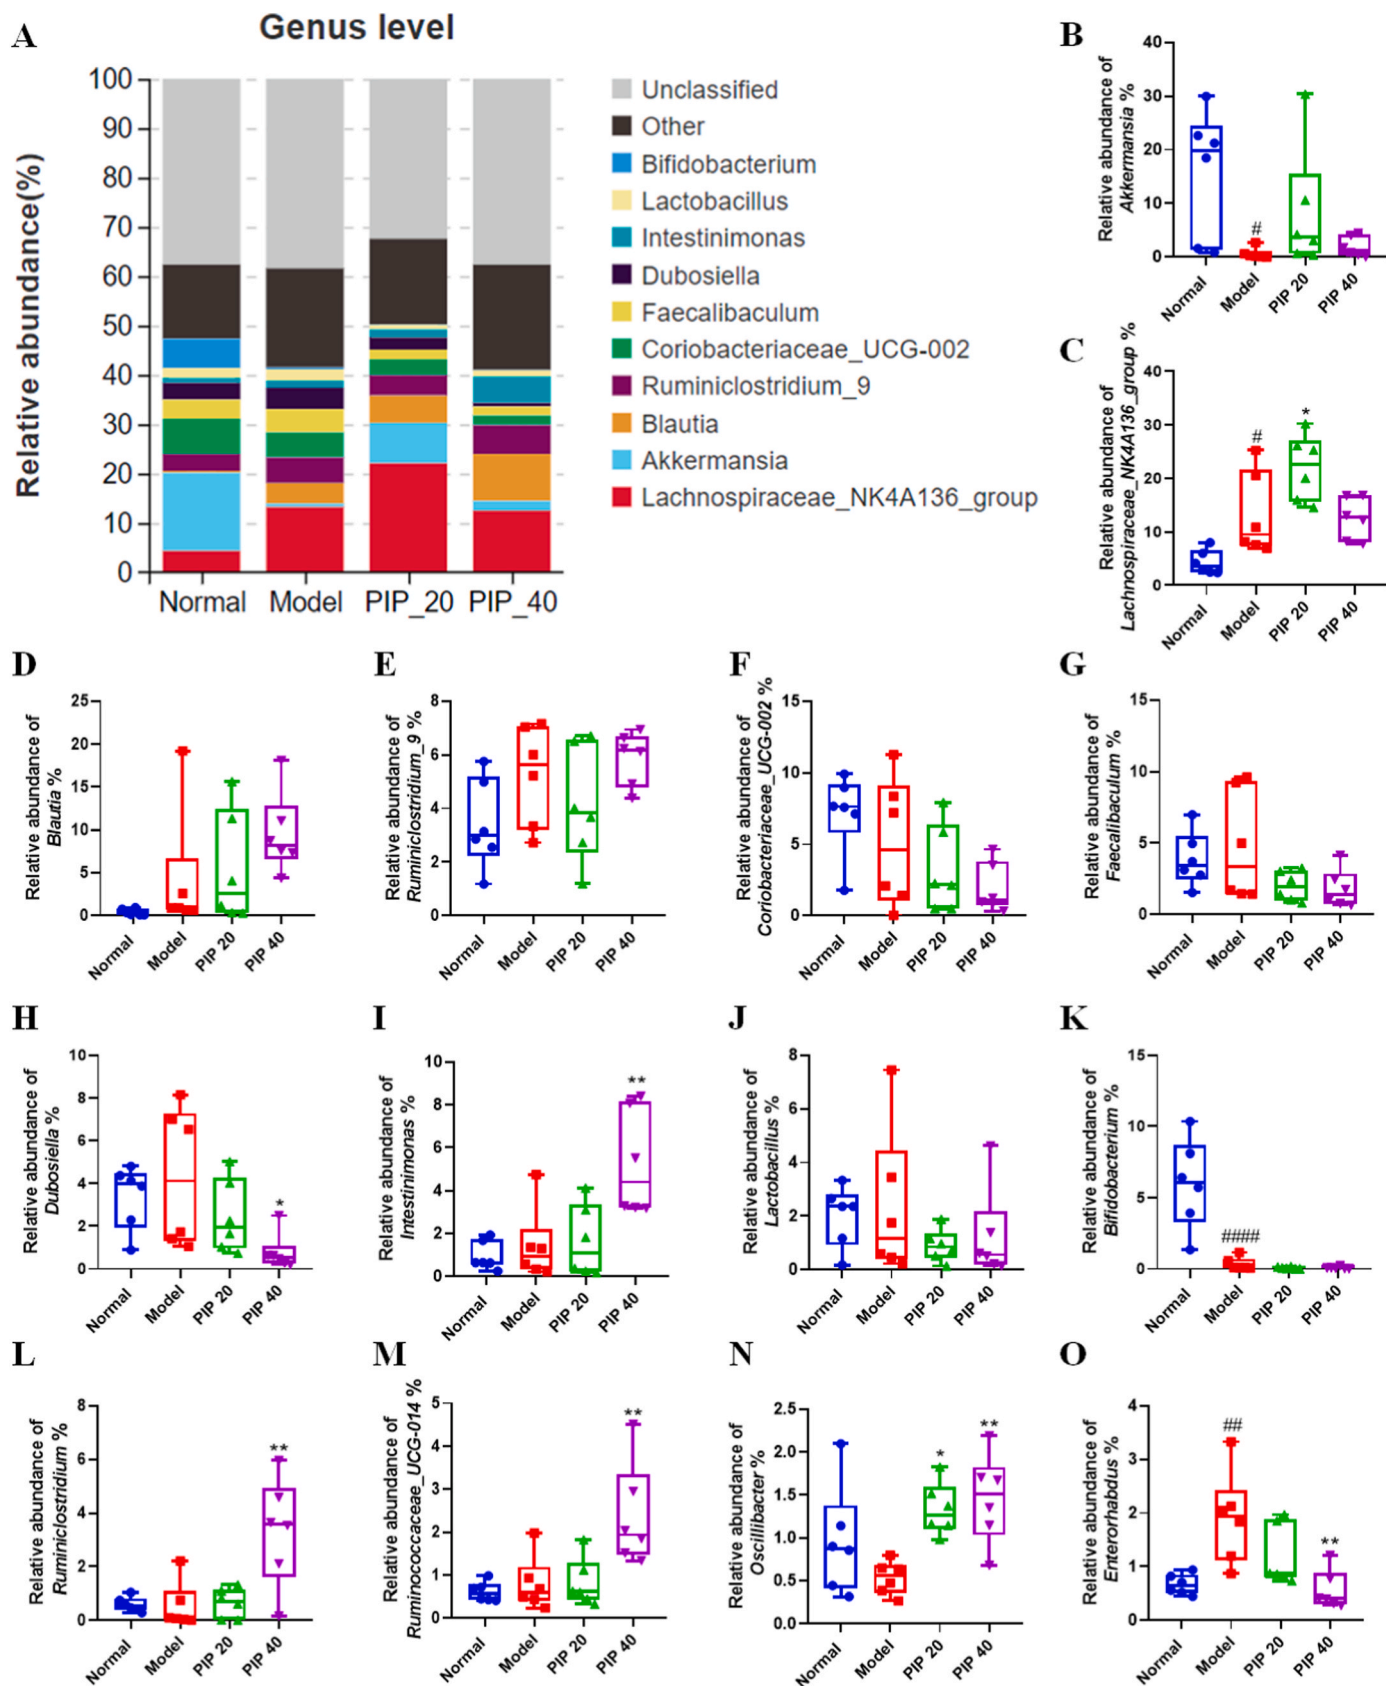 A
Genus level
Relative abundance(%)
100
90
80
70
60
50
40
30
20
10
0
Normal
Model
PIP_20
PIP_40
Unclassified
Other
Bifidobacterium
Lactobacillus
Intestinimonas
Dubosiella
Faecalibaculum
Coriobacteriaceae_UCG-002
Ruminiclostridium_9
Blautia
Akkermansia
Lachnospiraceae_NK4A136_group
B
Relative abundance of
Akkermansia %
40
30
20
10
0
#
Normal
Model
PIP 20
PIP 40
C
Relative abundance of
Lachnospiraceae_NK4A136_group %
40
30
20
10
0
#
*
Normal
Model
PIP 20
PIP 40
D
Relative abundance of
Blautia %
25
20
15
10
5
0
Normal
Model
PIP 20
PIP 40
E
Relative abundance of
Ruminiclostridium_9 %
8
6
4
2
0
Normal
Model
PIP 20
PIP 40
F
Relative abundance of
Coriobacteriaceae_UCG-002 %
15
10
5
0
Normal
Model
PIP 20
PIP 40
G
Relative abundance of
Faecalibaculum %
15
10
5
0
Normal
Model
PIP 20
PIP 40
H
Relative abundance of
Dubosiella %
10
8
6
4
2
0
*
Normal
Model
PIP 20
PIP 40
I
Relative abundance of
Intestinimonas %
10
8
6
4
2
0
**
Normal
Model
PIP 20
PIP 40
J
Relative abundance of
Lactobacillus %
8
6
4
2
0
Normal
Model
PIP 20
PIP 40
K
Relative abundance of
Bifidobacterium %
15
10
5
0
####
Normal
Model
PIP 20
PIP 40
L
Relative abundance of
Ruminiclostridium %
8
6
4
2
0
**
Normal
Model
PIP 20
PIP 40
M
Relative abundance of
Ruminococcaceae_UCG-014 %
5
4
3
2
1
0
**
Normal
Model
PIP 20
PIP 40
N
Relative abundance of
Oscillibacter %
2.5
2.0
1.5
1.0
0.5
0.0
*
**
Normal
Model
PIP 20
PIP 40
O
Relative abundance of
Enterorhabdus %
4
3
2
1
0
##
**
Normal
Model
PIP 20
PIP 40